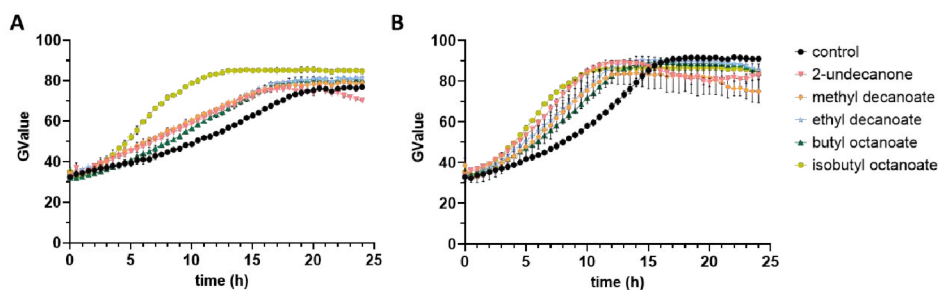 A
GValue
100
80
60
40
20
0
0
5
10
15
20
25
time (h)
B
GValue
100
80
60
40
20
0
0
5
10
15
20
25
time (h)
control
2-undecanone
methyl decanoate
ethyl decanoate
butyl octanoate
isobutyl octanoate